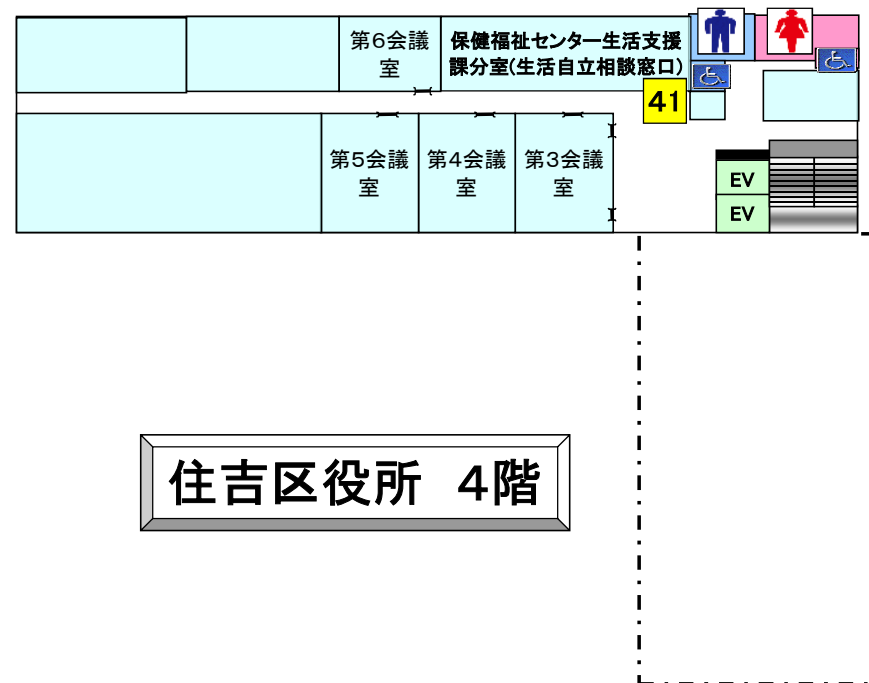 第6会議
室
保健福祉センター生活支援
課分室(生活自立相談窓口)
41
第5会議
室
第4会議
室
第3会議
室
EV
EV
住吉区役所　4階